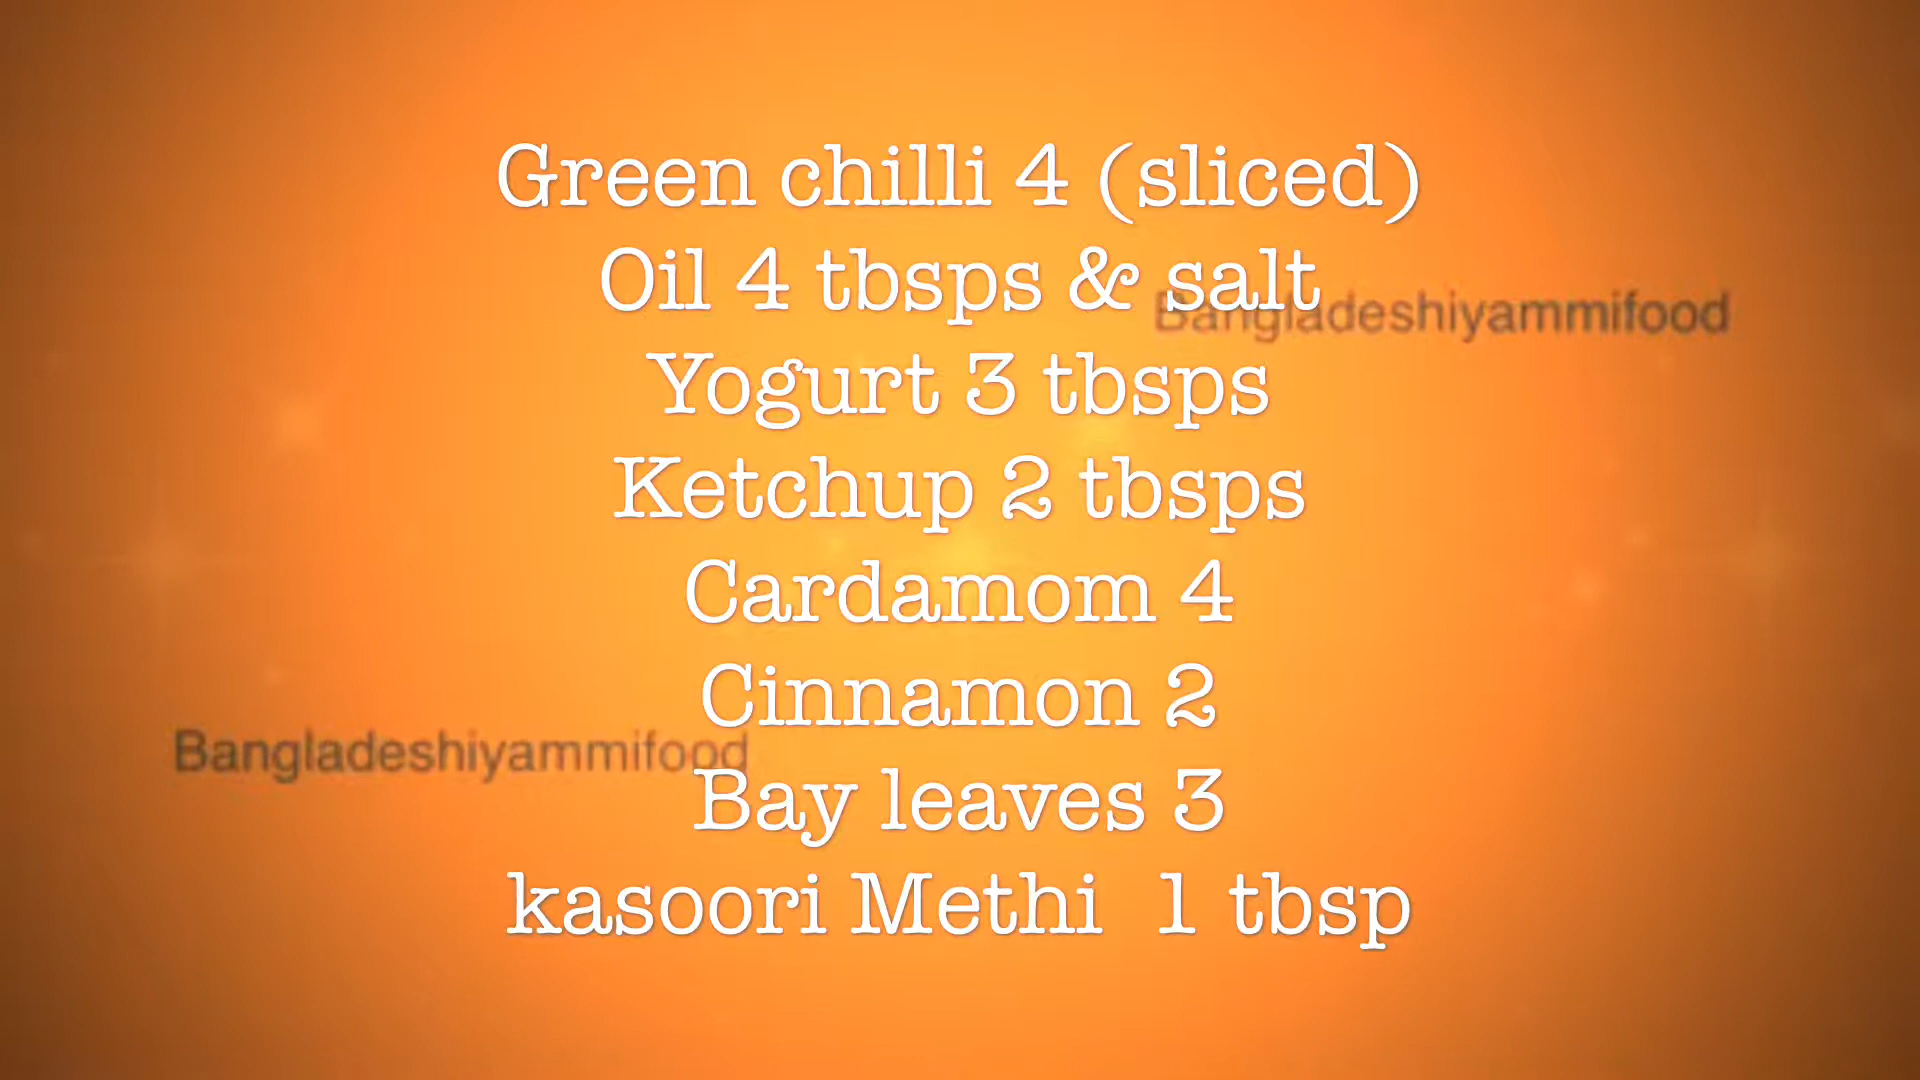 Green chilli 4 (sliced)
Oil 4 tbsps & salt
Bangladeshiyammifood
Yogurt 3 tbsps
Ketchup 2 tbsps
Cardamom 4
Cinnamon 2
Bangladeshiyammifood
Bay leaves 3
kasoori Methi  1 tbsp